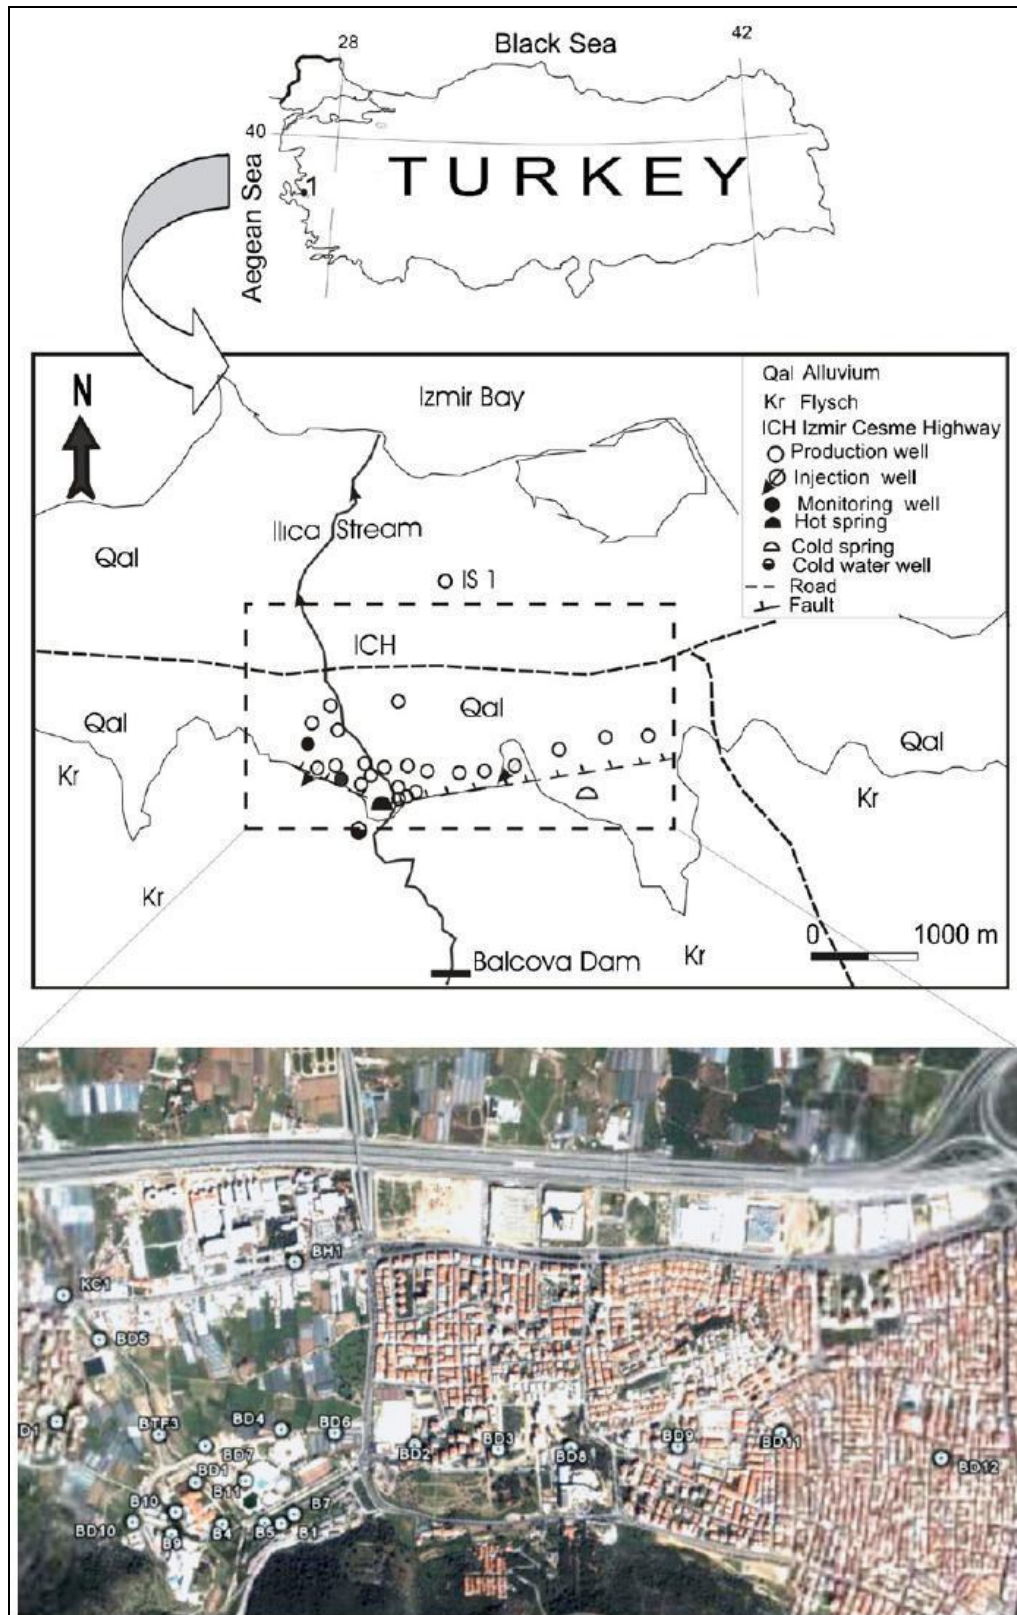 28
42
Black Sea
40
TURKEY
1
Aegean Sea
N
Izmir Bay
Qal Alluvium
Kr Flysch
ICH Izmir Cesme Highway
Production well
Injection well
Monitoring well
Hot spring
Cold spring
Cold water well
Road
Fault
Ilica Stream
Qal
IS 1
ICH
Qal
Qal
Qal
Kr
Kr
Kr
Kr
0 1000 m
Balcova Dam
BH1
KC1
BD5
D1
BTF3
BD4
BD6
BD7
BD2
BD3
BD8
BD9
BD11
BD12
BD1
B11
B10
B7
BD10
B9
B4
B5
B1